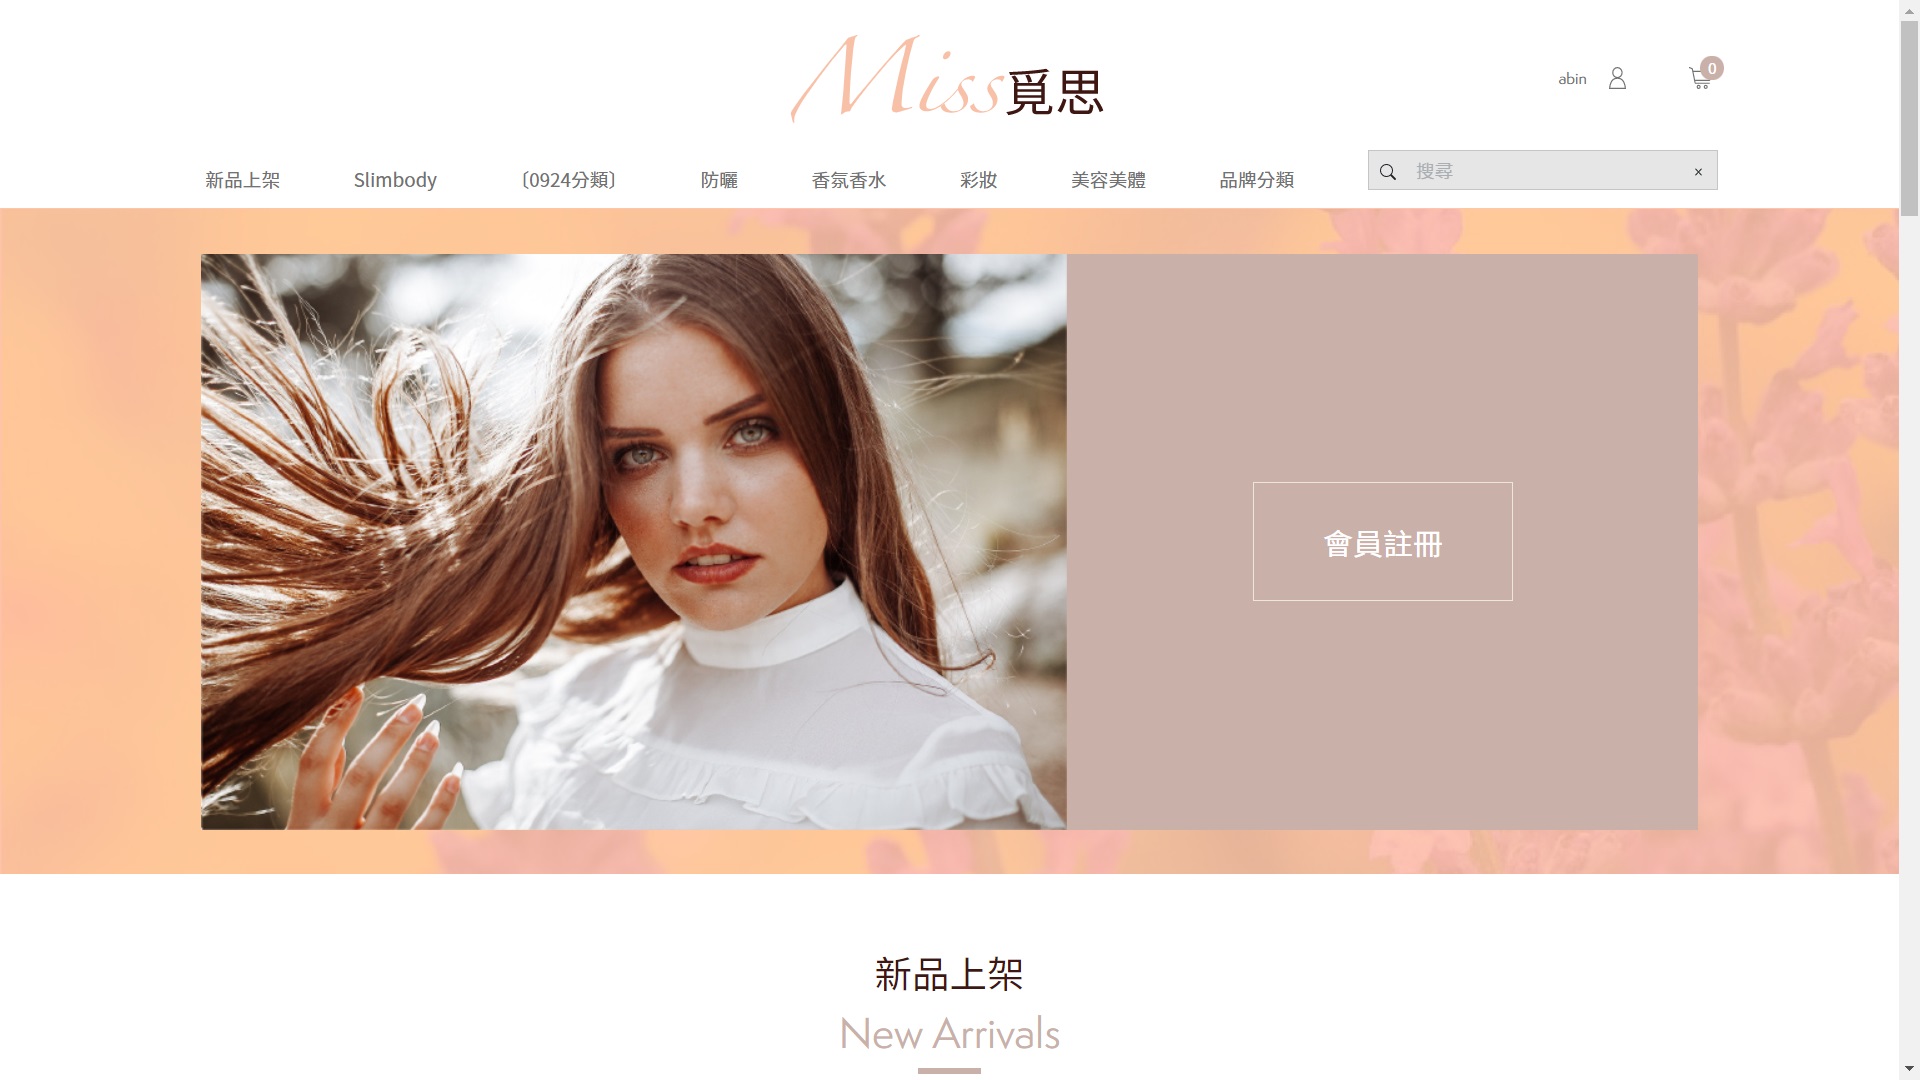 Miss覓思
abin
0
新品上架 Slimbody 〔0924分類〕 防曬 香氛香水 彩妝 美容美體 品牌分類 搜尋 ×
會員註冊
新品上架
New Arrivals